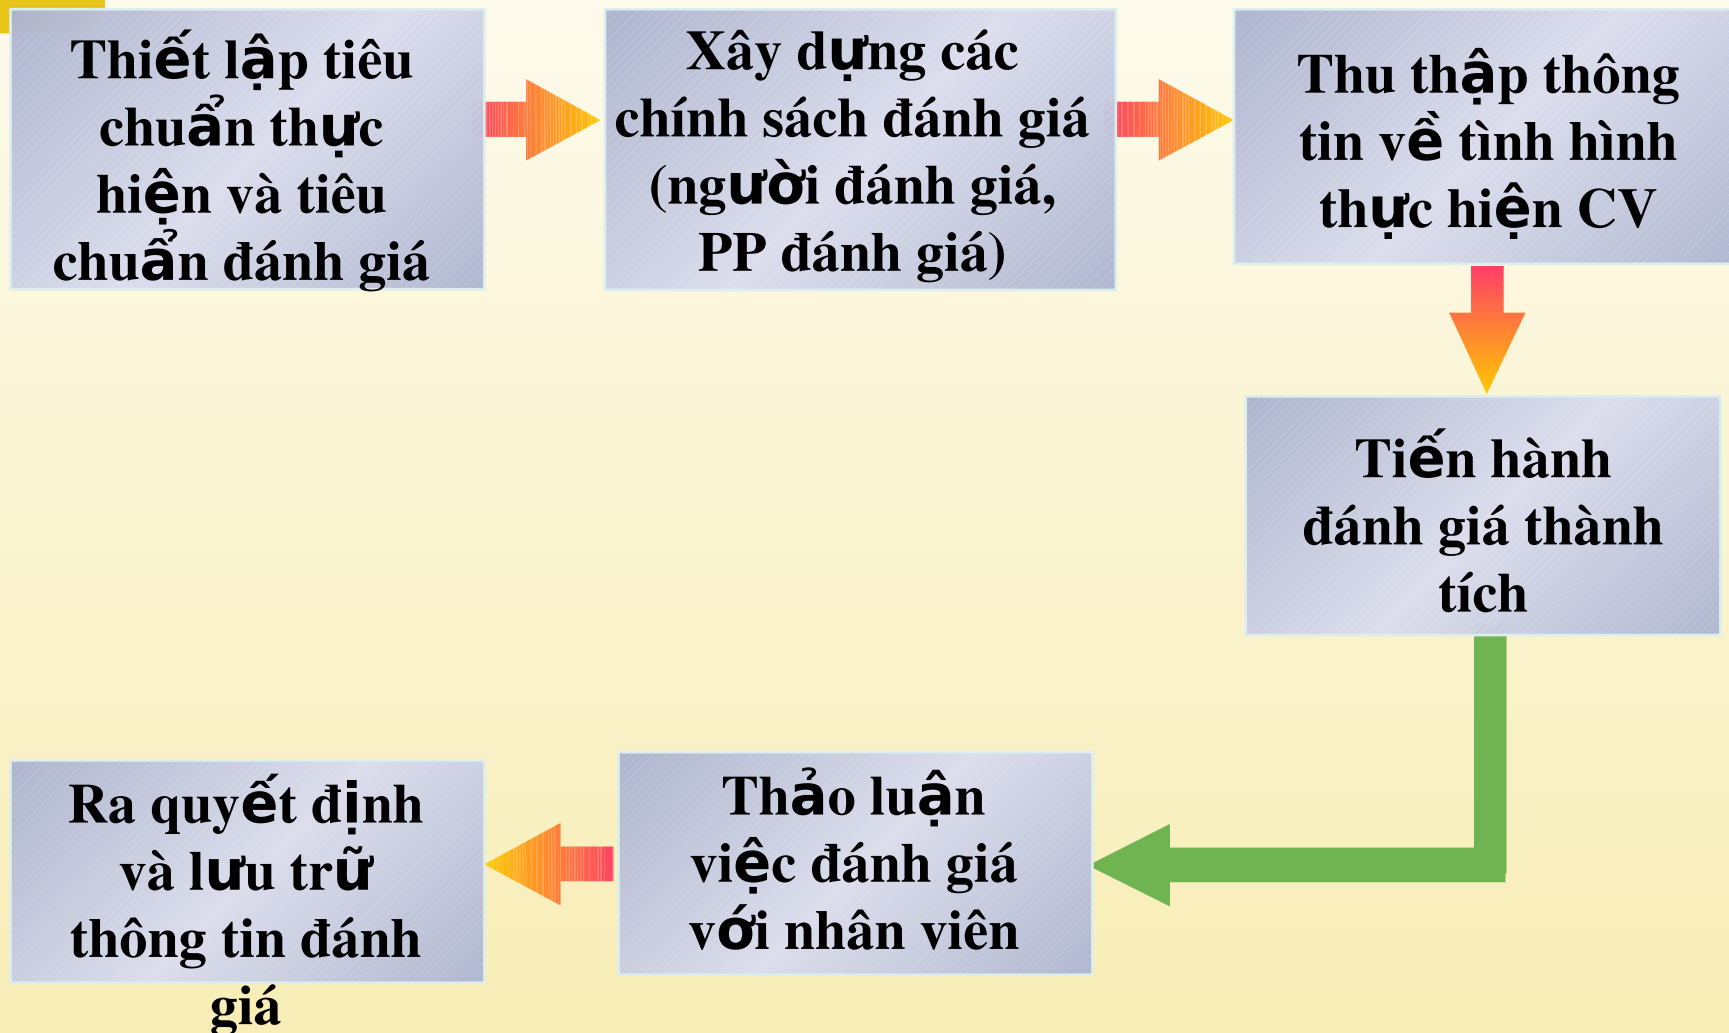 Thiết lập tiêu
chuẩn thực
hiện và tiêu
chuẩn đánh giá
Xây dựng các
chính sách đánh giá
(người đánh giá,
PP đánh giá)
Thu thập thông
tin về tình hình
thực hiện CV
Tiến hành
đánh giá thành
tích
Thảo luận
việc đánh giá
với nhân viên
Ra quyết định
và lưu trữ
thông tin đánh
giá